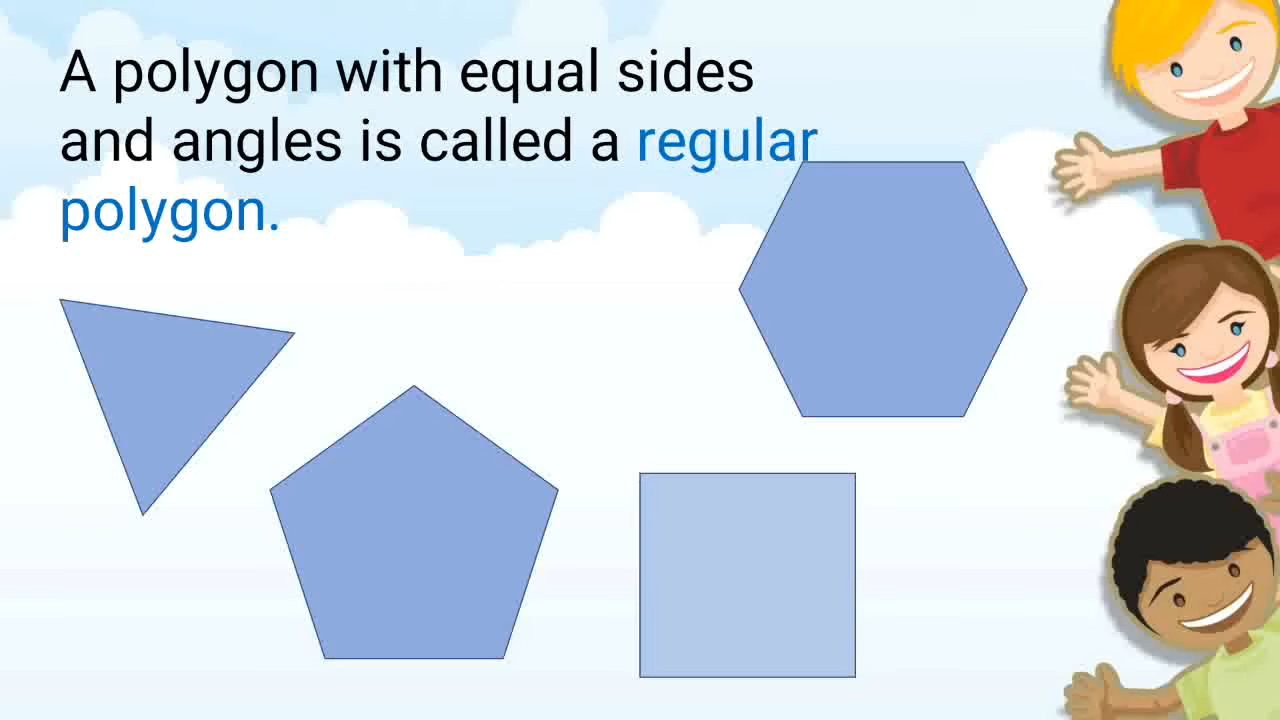 A polygon with equal sides
and angles is called a regular
polygon.